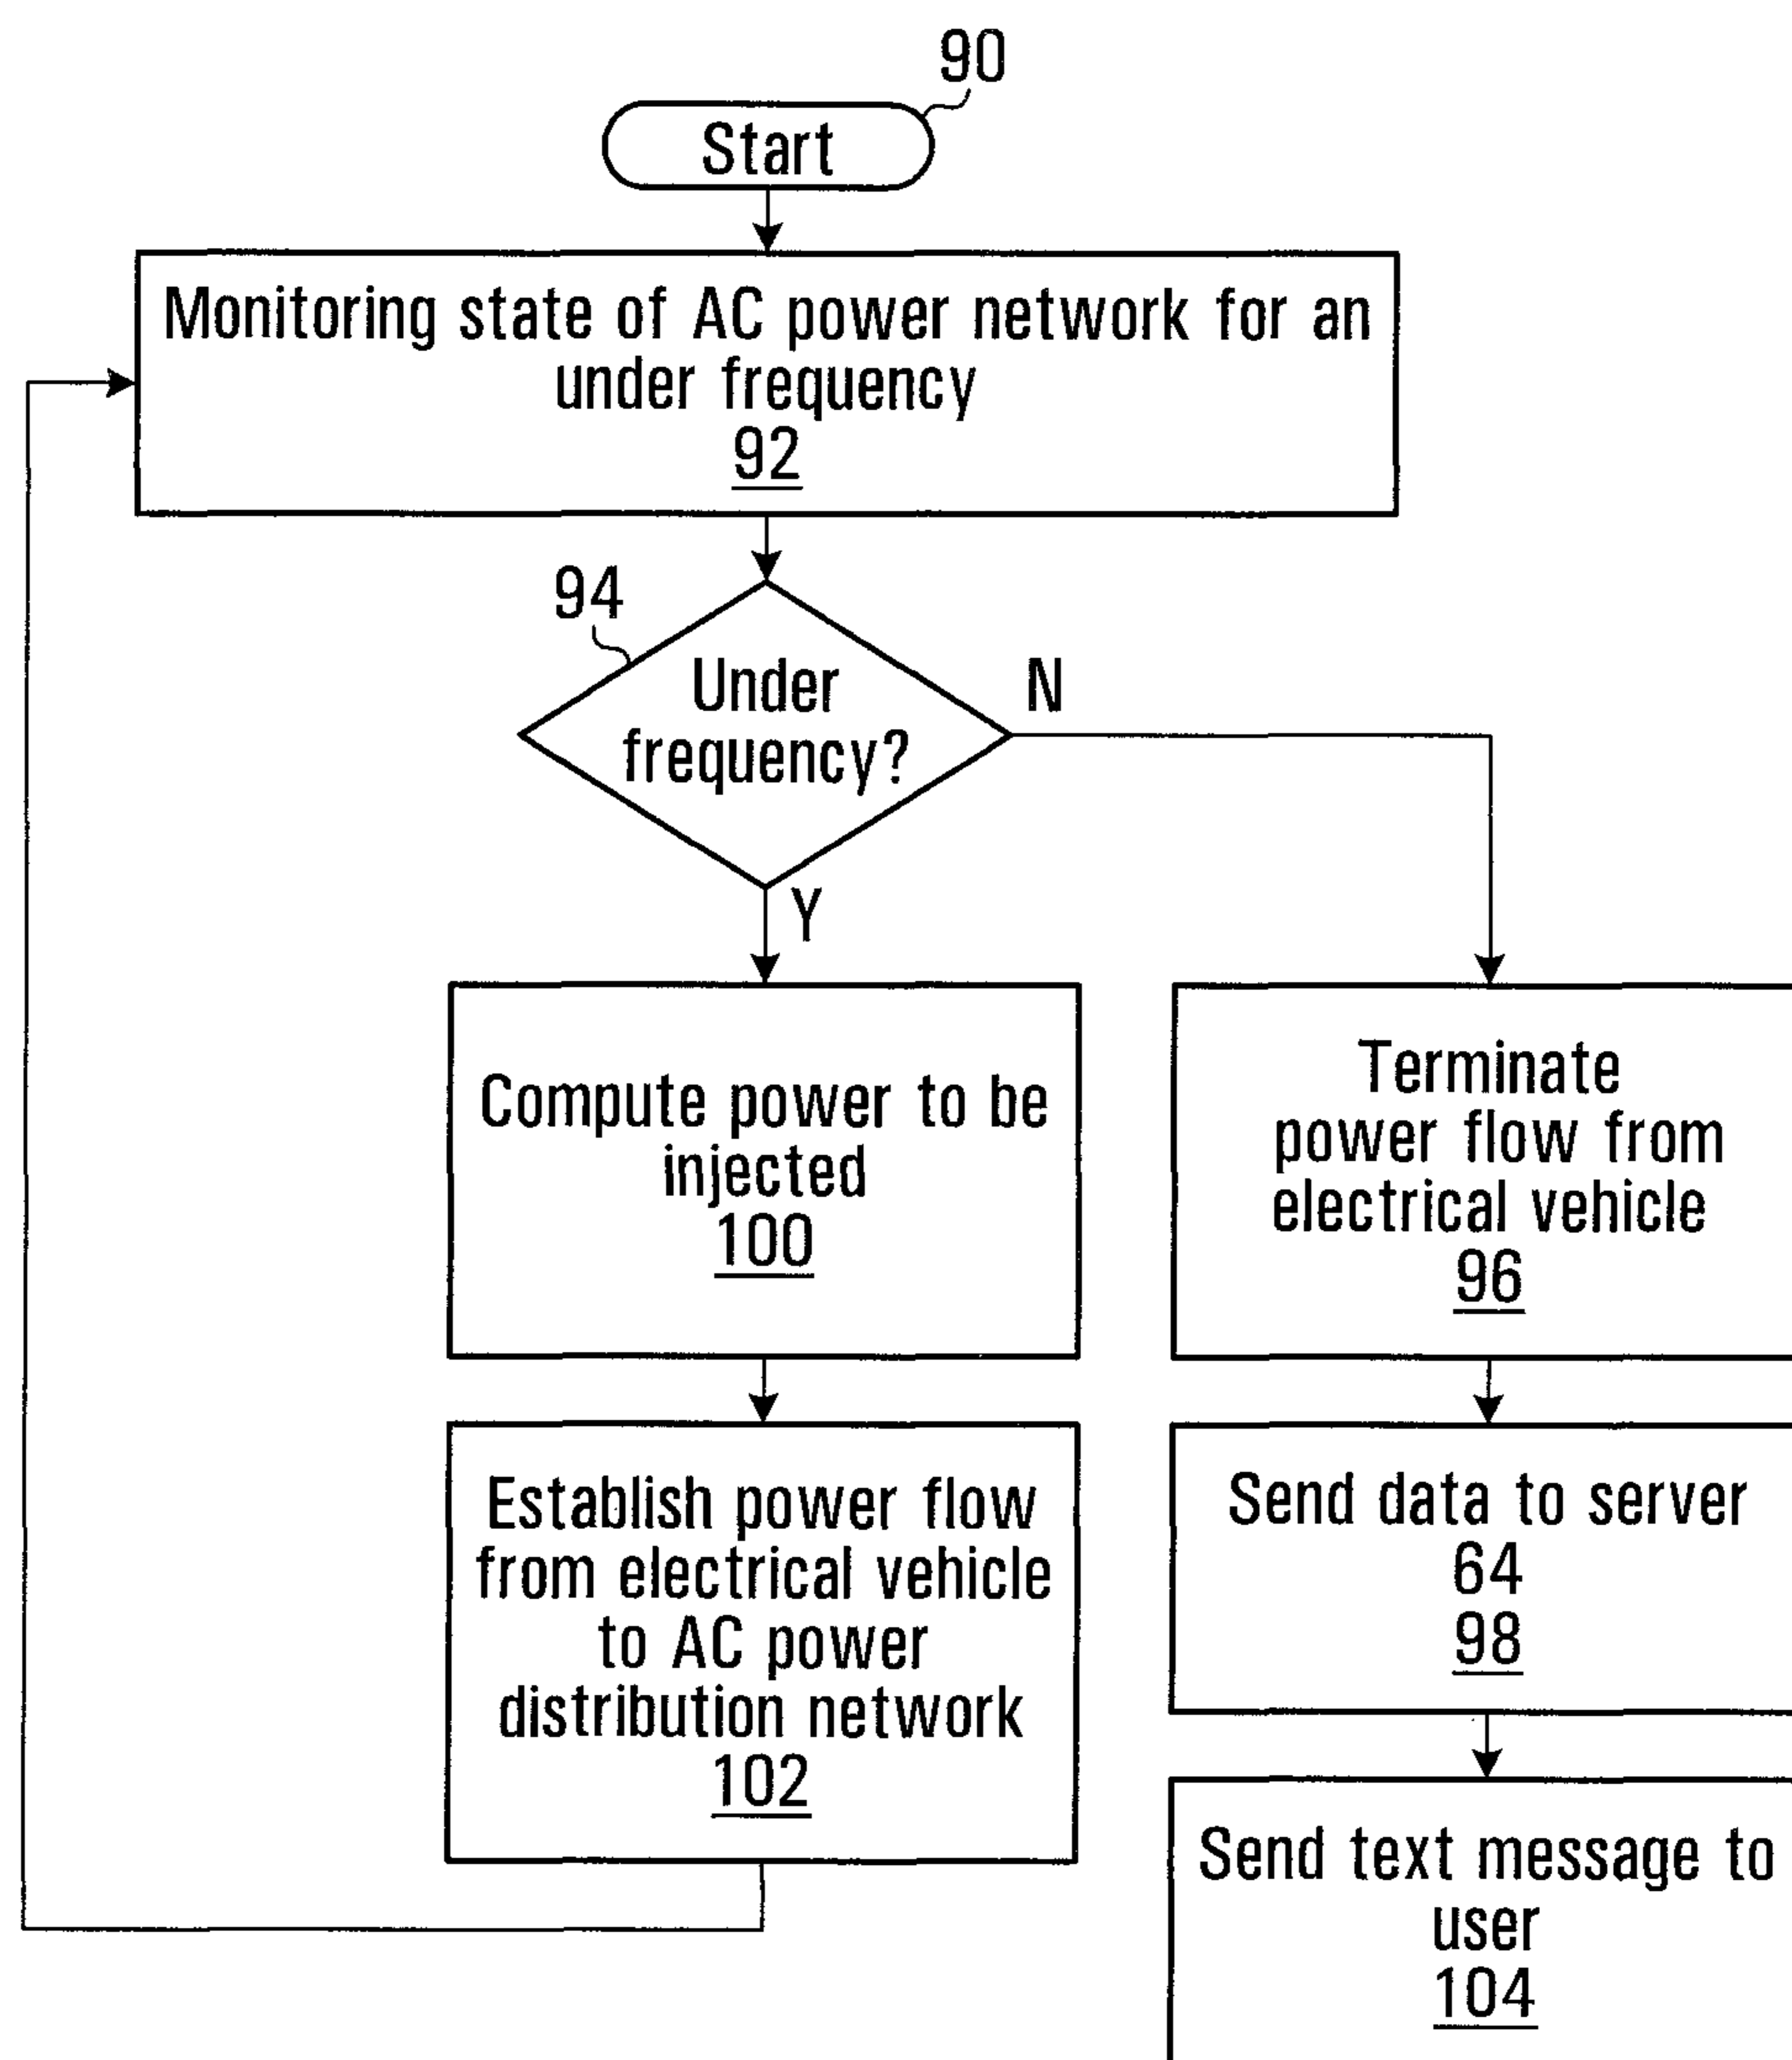 90
Start
Monitoring state of AC power network for an
under frequency
92
94
Under
frequency?
N
Y
Compute power to be
injected
100
Establish power flow
from electrical vehicle
to AC power
distribution network
102
Terminate
power flow from
electrical vehicle
96
Send data to server
64
98
Send text message to
user
104